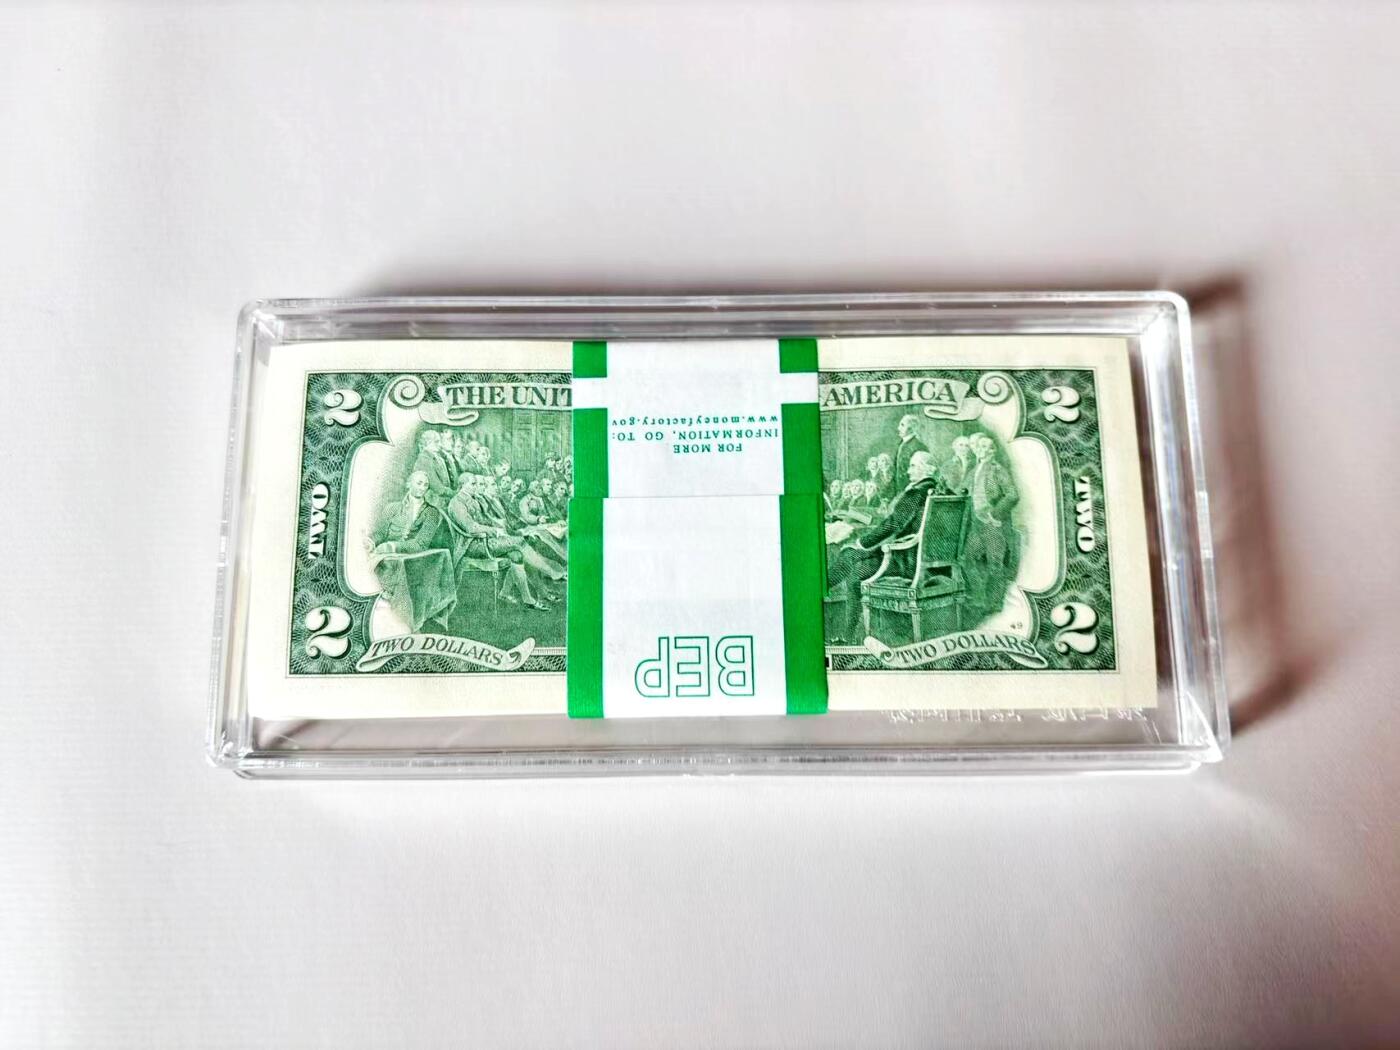 2
THE UNIT
AMERICA
2
www.moneyfactory.gov
INFORMATION, GO TO:
FOR MORE
TWO
TWO
2
TWO DOLLARS
BEP
49
TWO DOLLARS
2